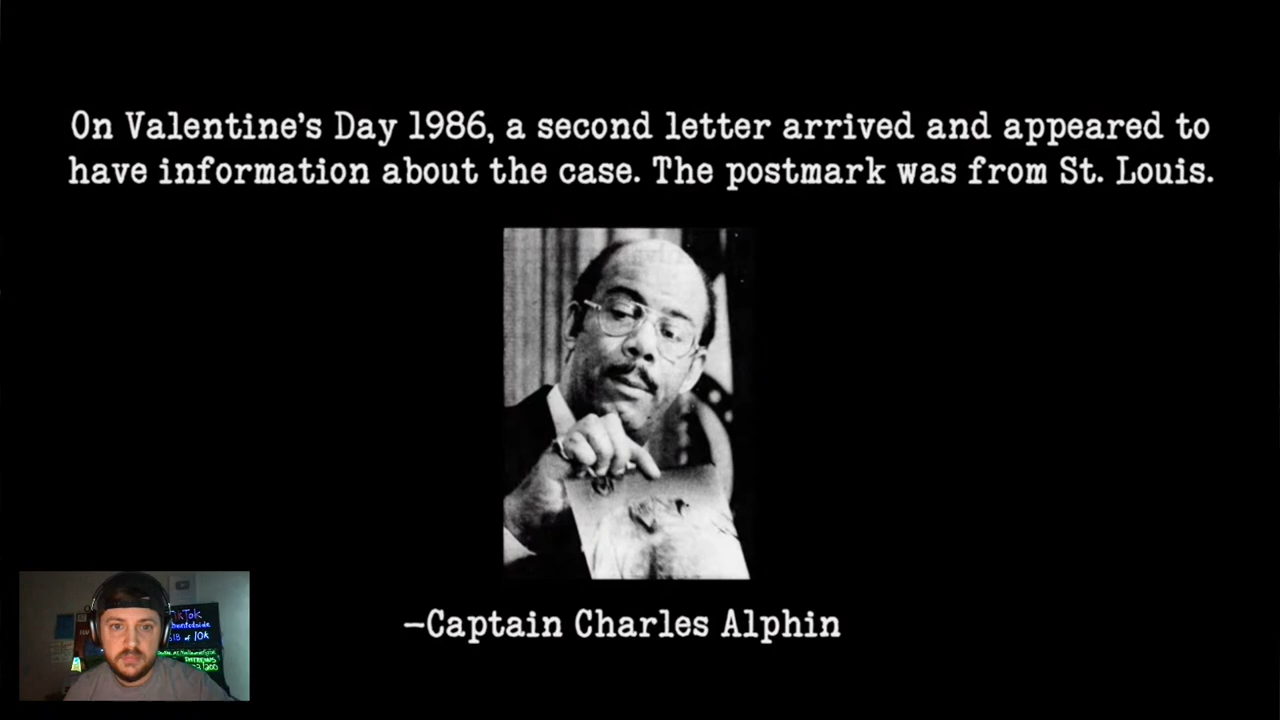 On Valentine's Day 1986, a second letter arrived and appeared to
have information about the case. The postmark was from St. Louis.
—Captain Charles Alphin